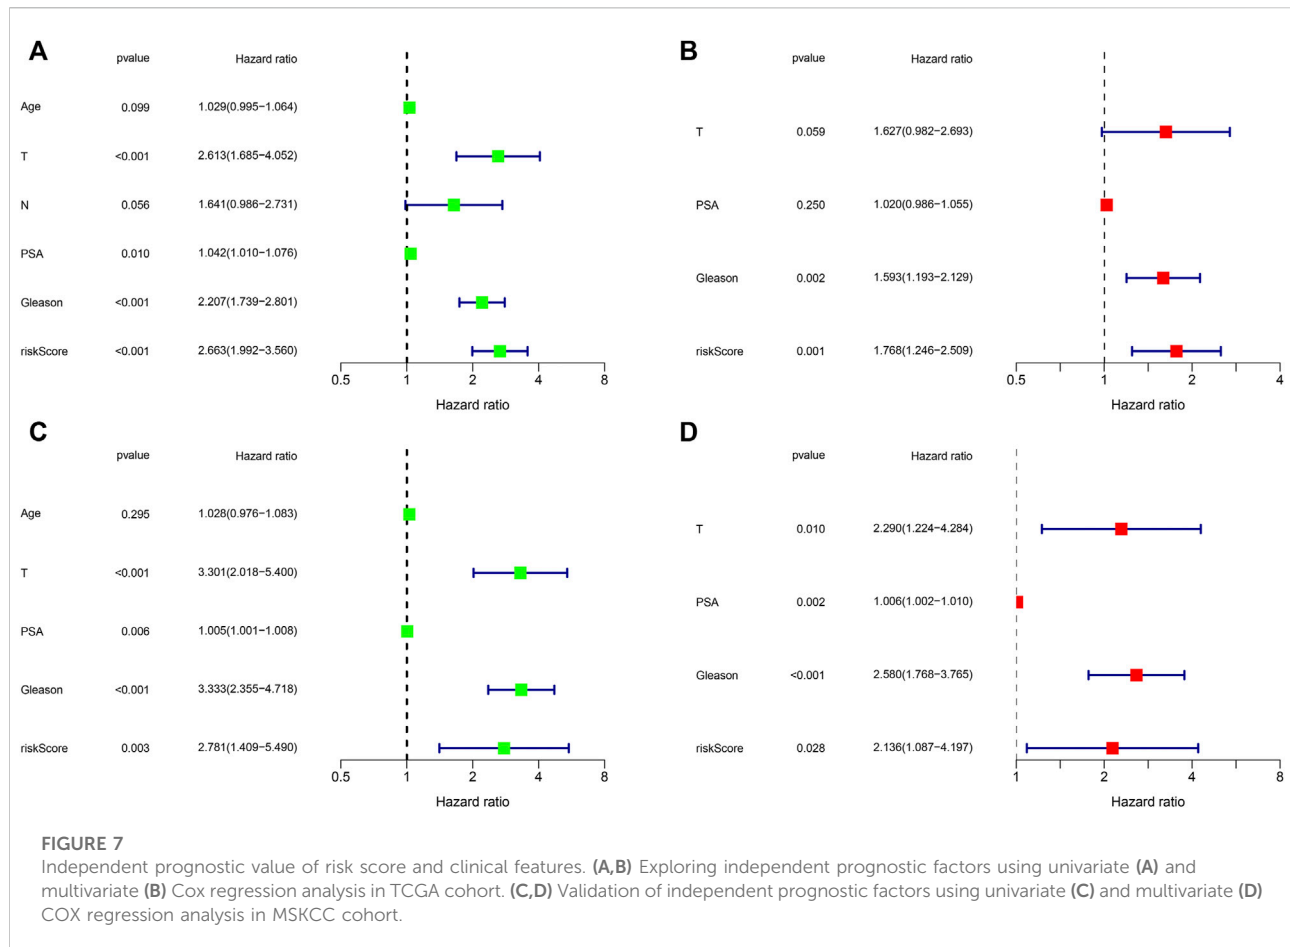 A
pvalue Hazard ratio
Age 0.099 1.029(0.995−1.064)
T <0.001 2.613(1.685−4.052)
N 0.056 1.641(0.986−2.731)
PSA 0.010 1.042(1.010−1.076)
Gleason <0.001 2.207(1.739−2.801)
riskScore <0.001 2.663(1.992−3.560)
0.5 1 2 4 8
Hazard ratio
B
pvalue Hazard ratio
T 0.059 1.627(0.982−2.693)
PSA 0.250 1.020(0.986−1.055)
Gleason 0.002 1.593(1.193−2.129)
riskScore 0.001 1.768(1.246−2.509)
0.5 1 2 4
Hazard ratio
C
pvalue Hazard ratio
Age 0.295 1.028(0.976−1.083)
T <0.001 3.301(2.018−5.400)
PSA 0.006 1.005(1.001−1.008)
Gleason <0.001 3.333(2.355−4.718)
riskScore 0.003 2.781(1.409−5.490)
0.5 1 2 4 8
Hazard ratio
D
pvalue Hazard ratio
T 0.010 2.290(1.224−4.284)
PSA 0.002 1.006(1.002−1.010)
Gleason <0.001 2.580(1.768−3.765)
riskScore 0.028 2.136(1.087−4.197)
1 2 4 8
Hazard ratio
FIGURE 7
Independent prognostic value of risk score and clinical features. (A,B) Exploring independent prognostic factors using univariate (A) and
multivariate (B) Cox regression analysis in TCGA cohort. (C,D) Validation of independent prognostic factors using univariate (C) and multivariate (D)
COX regression analysis in MSKCC cohort.